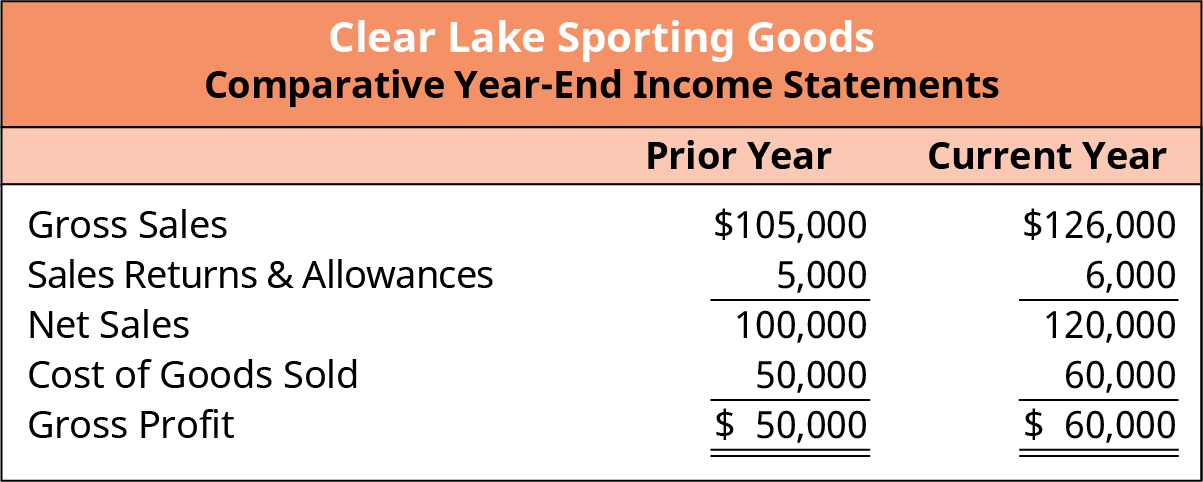 Clear Lake Sporting Goods
Comparative Year-End Income Statements
Prior Year Current Year
Gross Sales $105,000 $126,000
Sales Returns & Allowances 5,000 6,000
Net Sales 100,000 120,000
Cost of Goods Sold 50,000 60,000
Gross Profit $ 50,000 $ 60,000